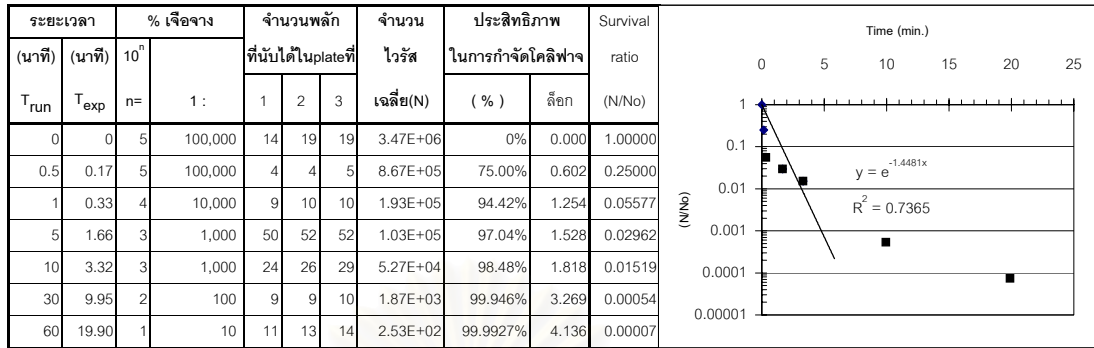 ระยะเวลา % เจือจาง จำนวนพลัก จำนวน ประสิทธิภาพ Survival
(นาที) (นาที) 10^n ที่นับได้ในplateที่ ไวรัส ในการกำจัดโคลิฟาจ ratio
T run T exp n= 1 : 1 2 3 เฉลี่ย(N) ( % ) ล็อก (N/No)
0 0 5 100,000 14 19 19 3.47E+06 0% 0.000 1.00000
0.5 0.17 5 100,000 4 4 5 8.67E+05 75.00% 0.602 0.25000
1 0.33 4 10,000 9 10 10 1.93E+05 94.42% 1.254 0.05577
5 1.66 3 1,000 50 52 52 1.03E+05 97.04% 1.528 0.02962
10 3.32 3 1,000 24 26 29 5.27E+04 98.48% 1.818 0.01519
30 9.95 2 100 9 9 10 1.87E+03 99.946% 3.269 0.00054
60 19.90 1 10 11 13 14 2.53E+02 99.9927% 4.136 0.00007
Time (min.)
0 5 10 15 20 25
1
0.1
0.01
0.001
0.0001
0.00001
(N/No)
y = e^-1.4481x
R^2 = 0.7365